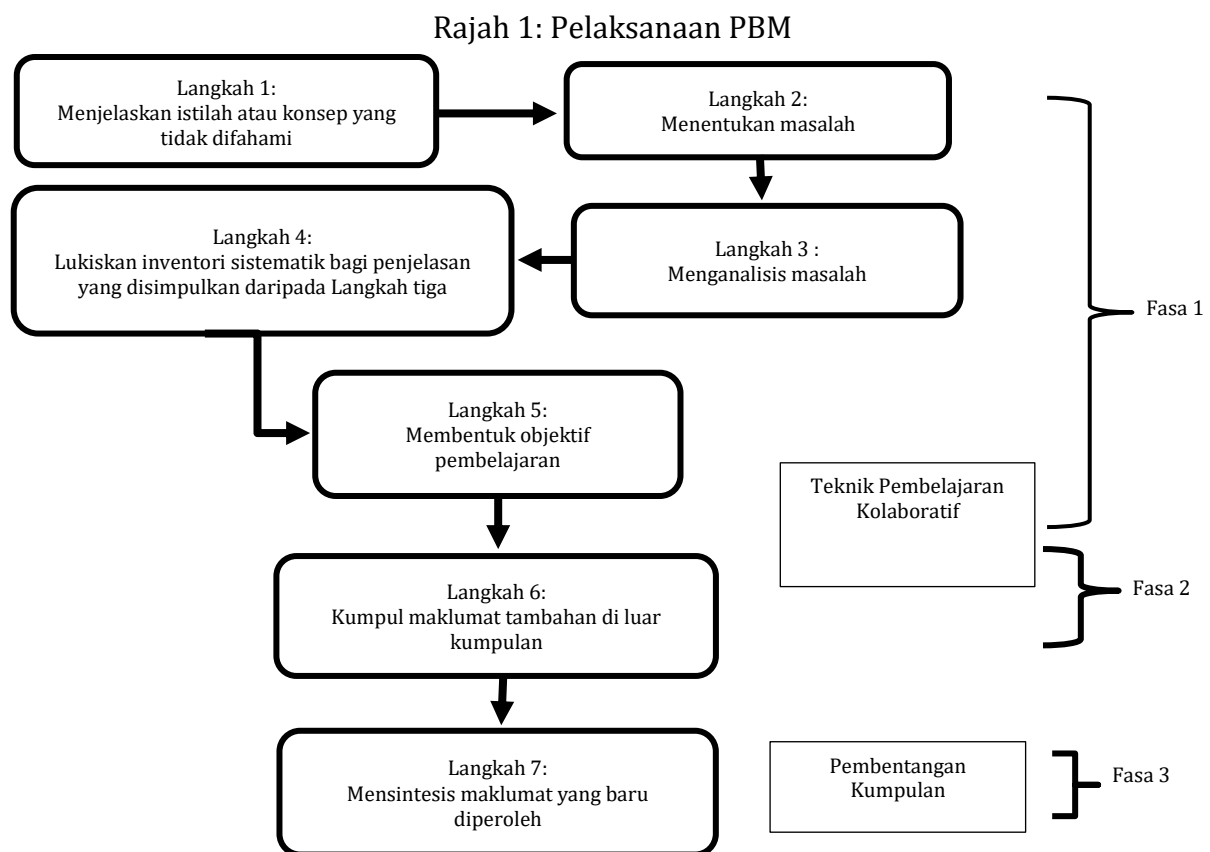 Rajah 1: Pelaksanaan PBM
Langkah 1:
Menjelaskan istilah atau konsep yang
tidak difahami
Langkah 2:
Menentukan masalah
Langkah 4:
Lukiskan inventori sistematik bagi penjelasan
yang disimpulkan daripada Langkah tiga
Langkah 3 :
Menganalisis masalah
Fasa 1
Langkah 5:
Membentuk objektif
pembelajaran
Teknik Pembelajaran
Kolaboratif
Langkah 6:
Kumpul maklumat tambahan di luar
kumpulan
Fasa 2
Langkah 7:
Mensintesis maklumat yang baru
diperoleh
Pembentangan
Kumpulan
Fasa 3